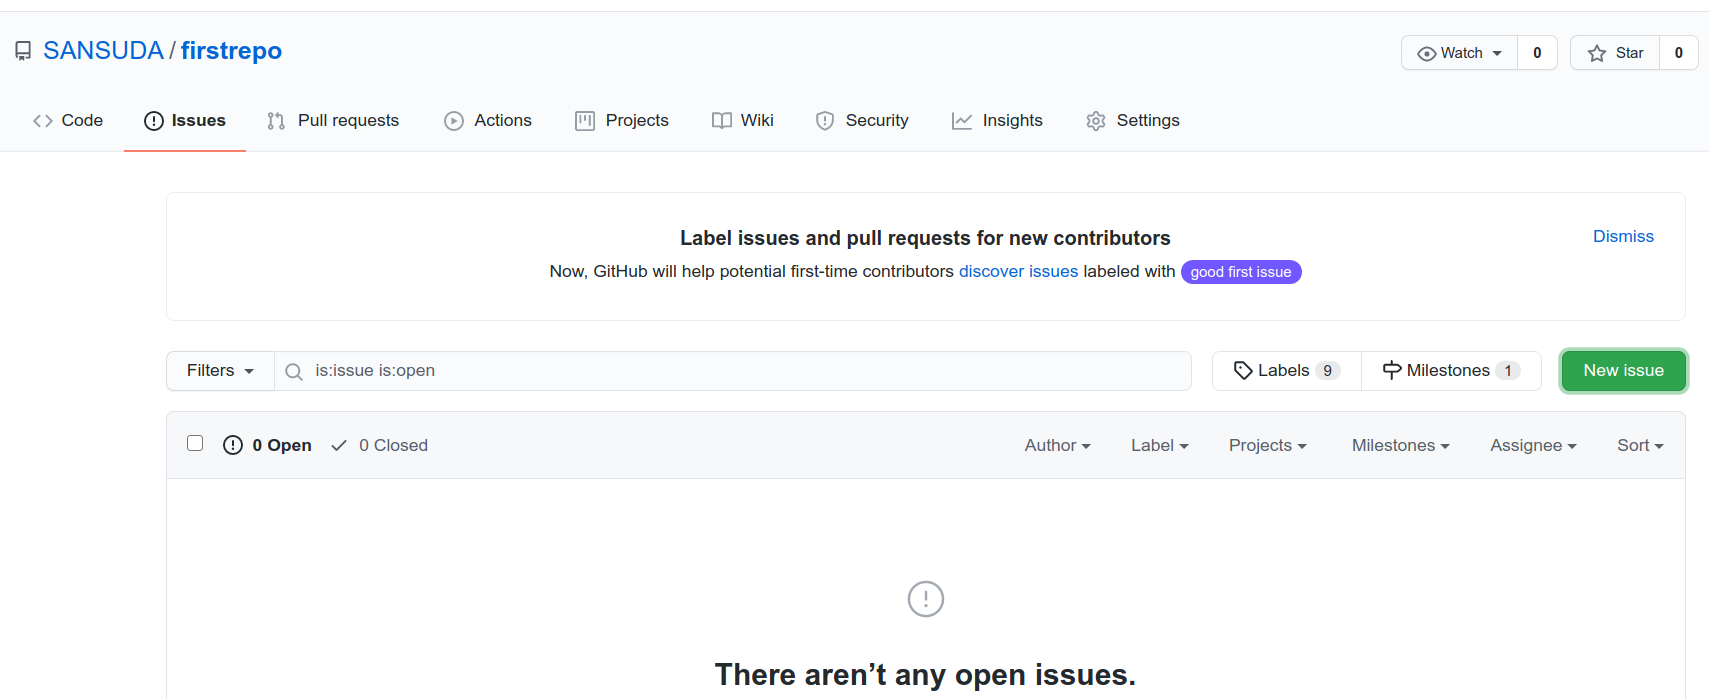 SANSUDA / firstrepo
Watch 0 Star 0
Code Issues Pull requests Actions Projects Wiki Security Insights Settings
Label issues and pull requests for new contributors
Dismiss
Now, GitHub will help potential first-time contributors discover issues labeled with good first issue
Filters is:issue is:open Labels 9 Milestones 1 New issue
0 Open 0 Closed Author Label Projects Milestones Assignee Sort
There aren’t any open issues.